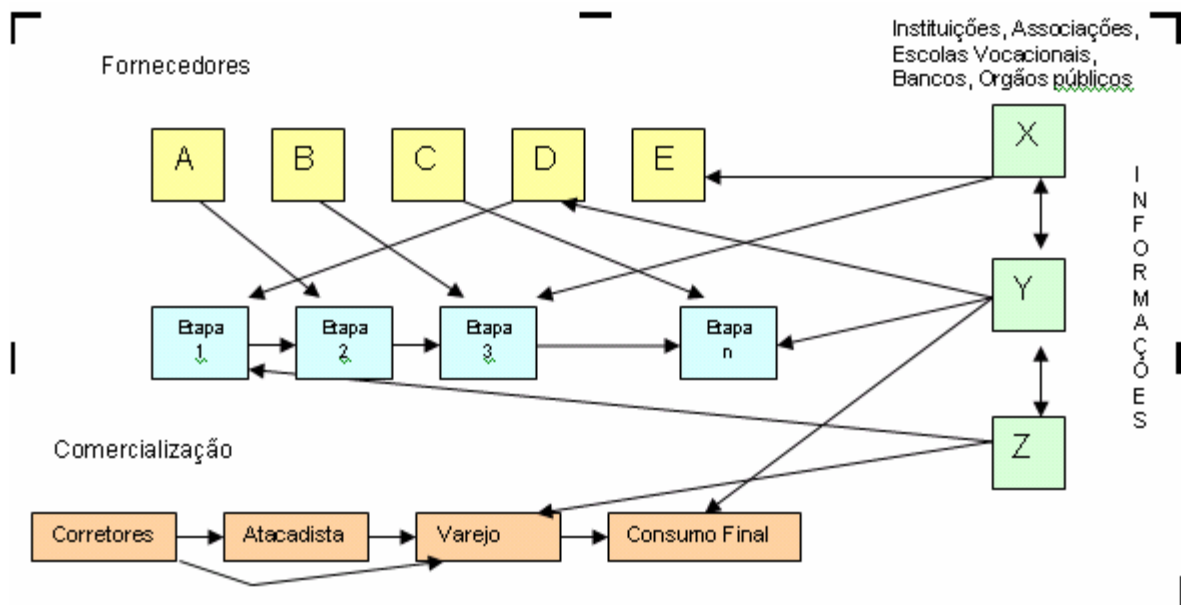 Instituições, Associações,
Escolas Vocacionais,
Bancos, Orgãos públicos
Fornecedores
A
B
C
D
E
X
INFORMAÇÕES
Y
Etapa
1
Etapa
2
Etapa
3
Etapa
n
Z
Comercialização
Corretores
Atacadista
Varejo
Consumo Final